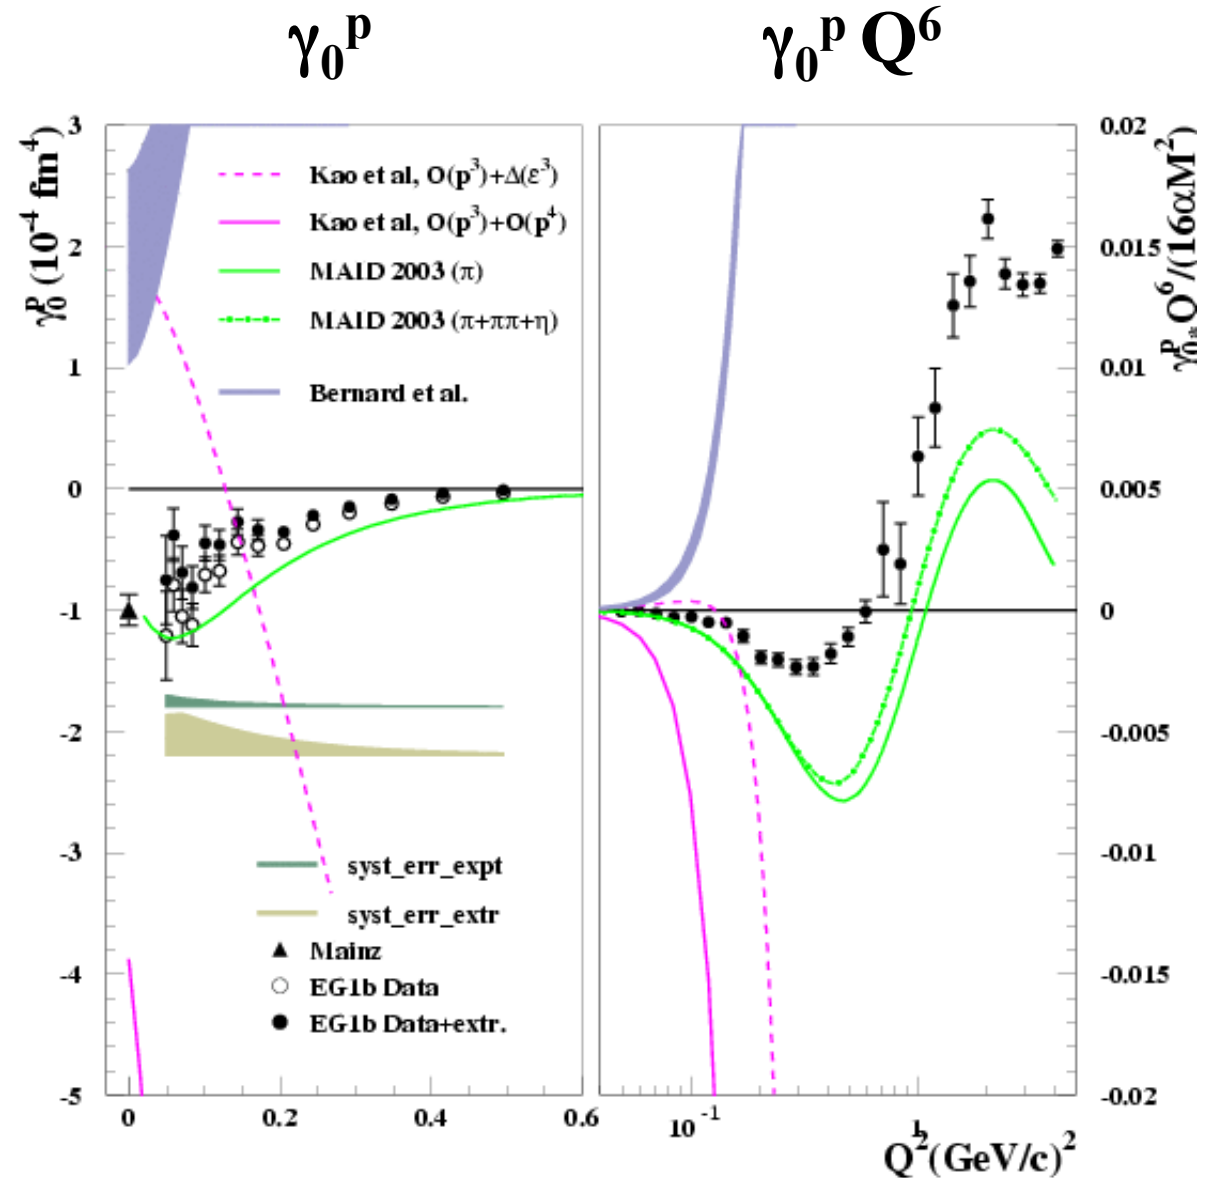 γ₀ᵖ
γ₀ᵖ Q⁶
γ₀ᵖ (10⁻⁴ fm⁴)
3
2
1
0
-1
-2
-3
-4
-5
Kao et al, O(p³)+Δ(ε³)
Kao et al, O(p³)+O(p⁴)
MAID 2003 (π)
MAID 2003 (π+ππ+η)
Bernard et al.
syst_err_expt
syst_err_extr
Mainz
EG1b Data
EG1b Data+extr.
0 0.2 0.4 0.6
0.02
0.015
0.01
0.005
0
-0.005
-0.01
-0.015
-0.02
γ₀ᵖ*Q⁶/(16αM²)
10⁻¹ 1
Q²(GeV/c)²